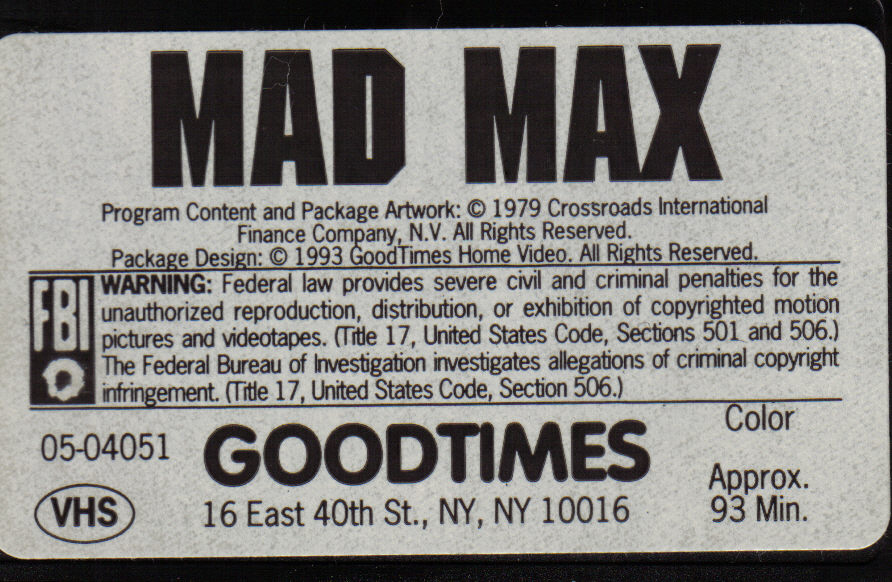 MAD MAX
Program Content and Package Artwork: © 1979 Crossroads International
Finance Company, N.V. All Rights Reserved.
Package Design: © 1993 GoodTimes Home Video. All Rights Reserved.
FBI
WARNING: Federal law provides severe civil and criminal penalties for the
unauthorized reproduction, distribution, or exhibition of copyrighted motion
pictures and videotapes. (Title 17, United States Code, Sections 501 and 506.)
The Federal Bureau of Investigation investigates allegations of criminal copyright
infringement. (Title 17, United States Code, Section 506.)
05-04051
GOODTIMES
Color
VHS
16 East 40th St., NY, NY 10016
Approx.
93 Min.